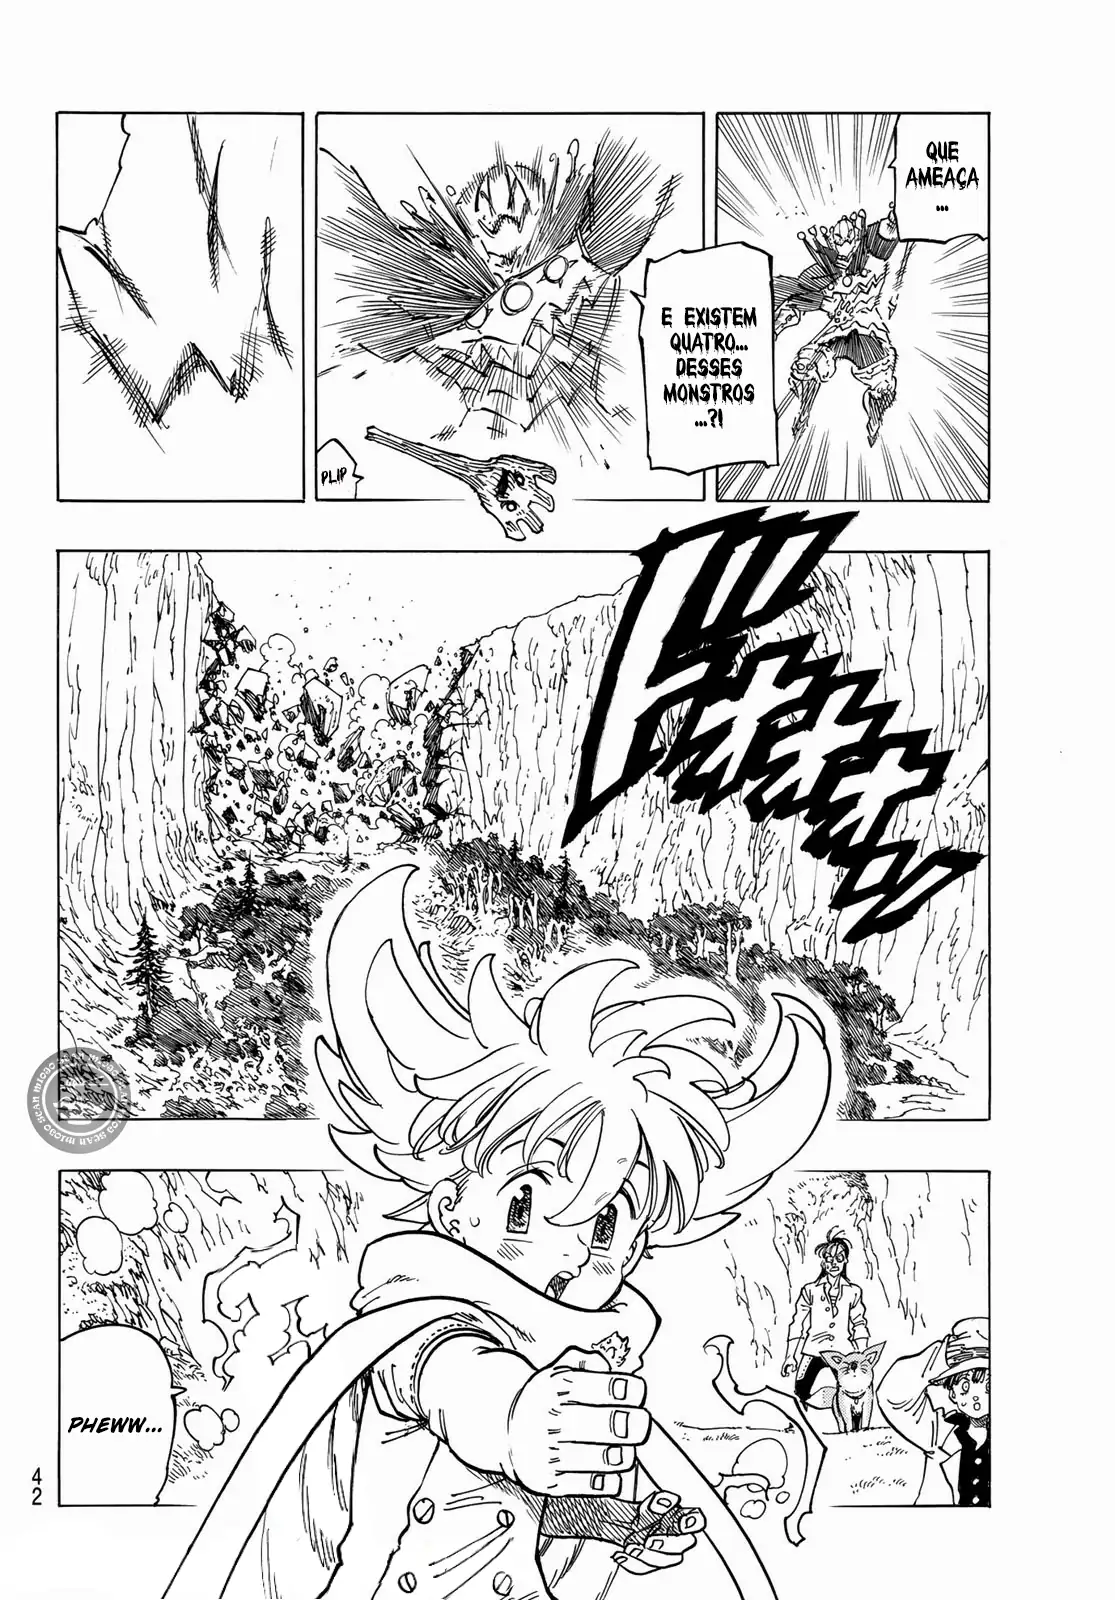 QUE
AMEAÇA
...
E EXISTEM
QUATRO...
DESSES
MONSTROS
...?!
PLIP
PHEWW...
42